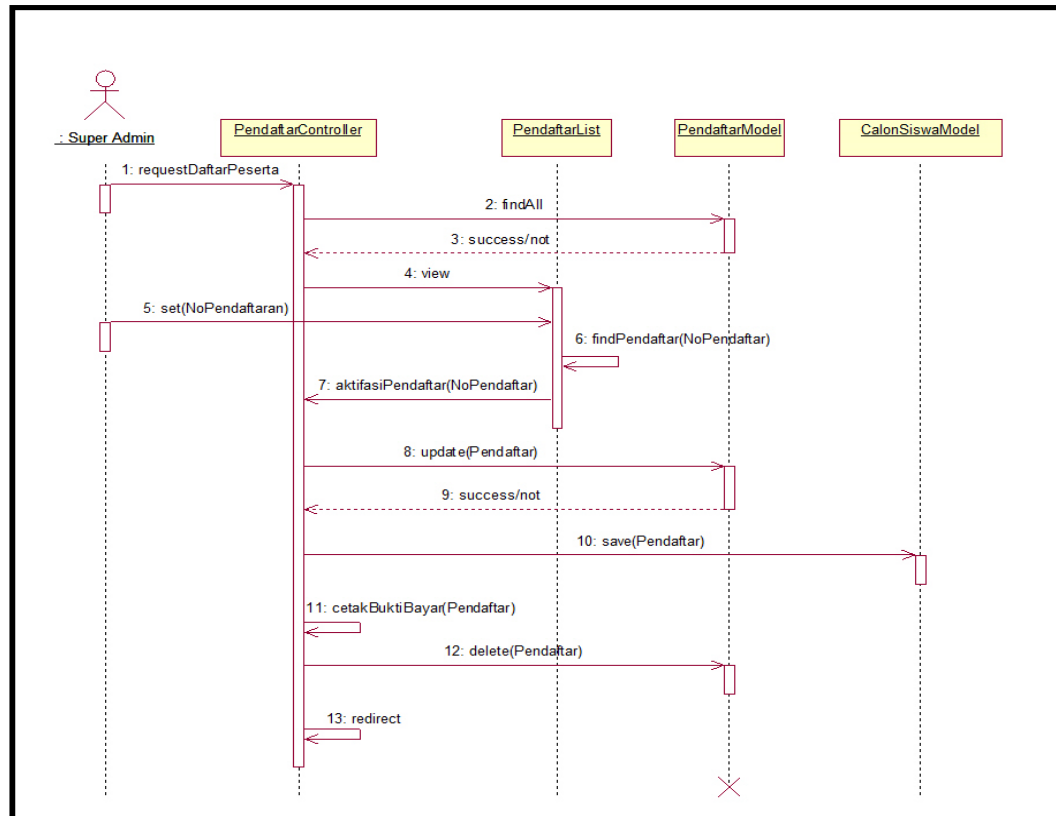 : Super Admin
PendaftarController
PendaftarList
PendaftarModel
CalonSiswaModel
1: requestDaftarPeserta
2: findAll
3: success/not
4: view
5: set(NoPendaftaran)
6: findPendaftar(NoPendaftar)
7: aktifasiPendaftar(NoPendaftar)
8: update(Pendaftar)
9: success/not
10: save(Pendaftar)
11: cetakBuktiBayar(Pendaftar)
12: delete(Pendaftar)
13: redirect